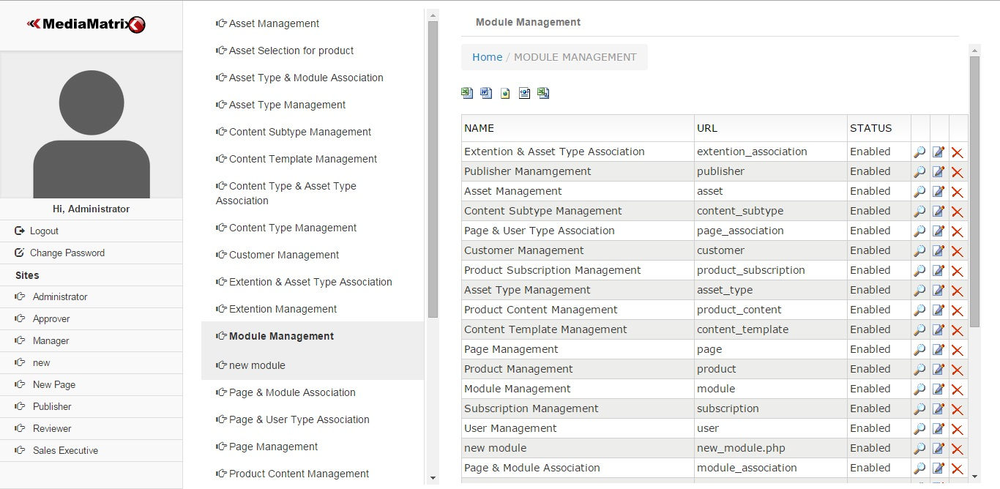 MediaMatrix
Hi, Administrator
Logout
Change Password
Sites
Administrator
Approver
Manager
new
New Page
Publisher
Reviewer
Sales Executive
Asset Management
Asset Selection for product
Asset Type & Module Association
Asset Type Management
Content Subtype Management
Content Template Management
Content Type & Asset Type
Association
Content Type Management
Customer Management
Extention & Asset Type Association
Extention Management
Module Management
new module
Page & Module Association
Page & User Type Association
Page Management
Product Content Management
Module Management
Home / MODULE MANAGEMENT
NAME URL STATUS
Extention & Asset Type Association extention_association Enabled
Publisher Manamgement publisher Enabled
Asset Management asset Enabled
Content Subtype Management content_subtype Enabled
Page & User Type Association page_association Enabled
Customer Management customer Enabled
Product Subscription Management product_subscription Enabled
Asset Type Management asset_type Enabled
Product Content Management product_content Enabled
Content Template Management content_template Enabled
Page Management page Enabled
Product Management product Enabled
Module Management module Enabled
Subscription Management subscription Enabled
User Management user Enabled
new module new_module.php Enabled
Page & Module Association module_association Enabled